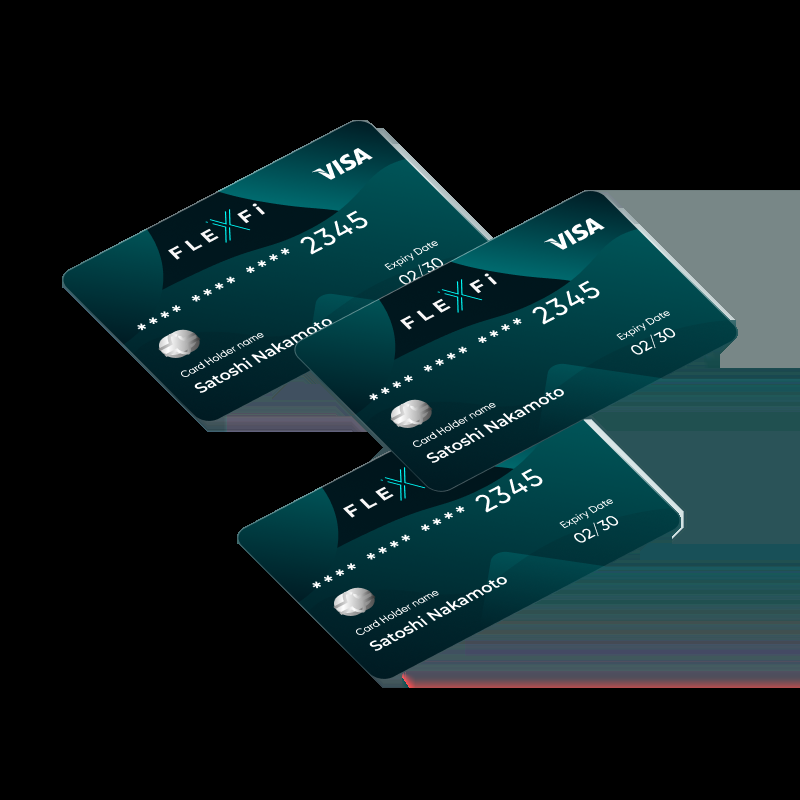 VISA
FLEXFi
**** **** **** 2345
Expiry Date
02/30
Card Holder name
Satoshi Nakamoto
VISA
FLEXFi
**** **** **** 2345
Expiry Date
02/30
Card Holder name
Satoshi Nakamoto
FLEX
**** **** **** 2345
Expiry Date
02/30
Card Holder name
Satoshi Nakamoto